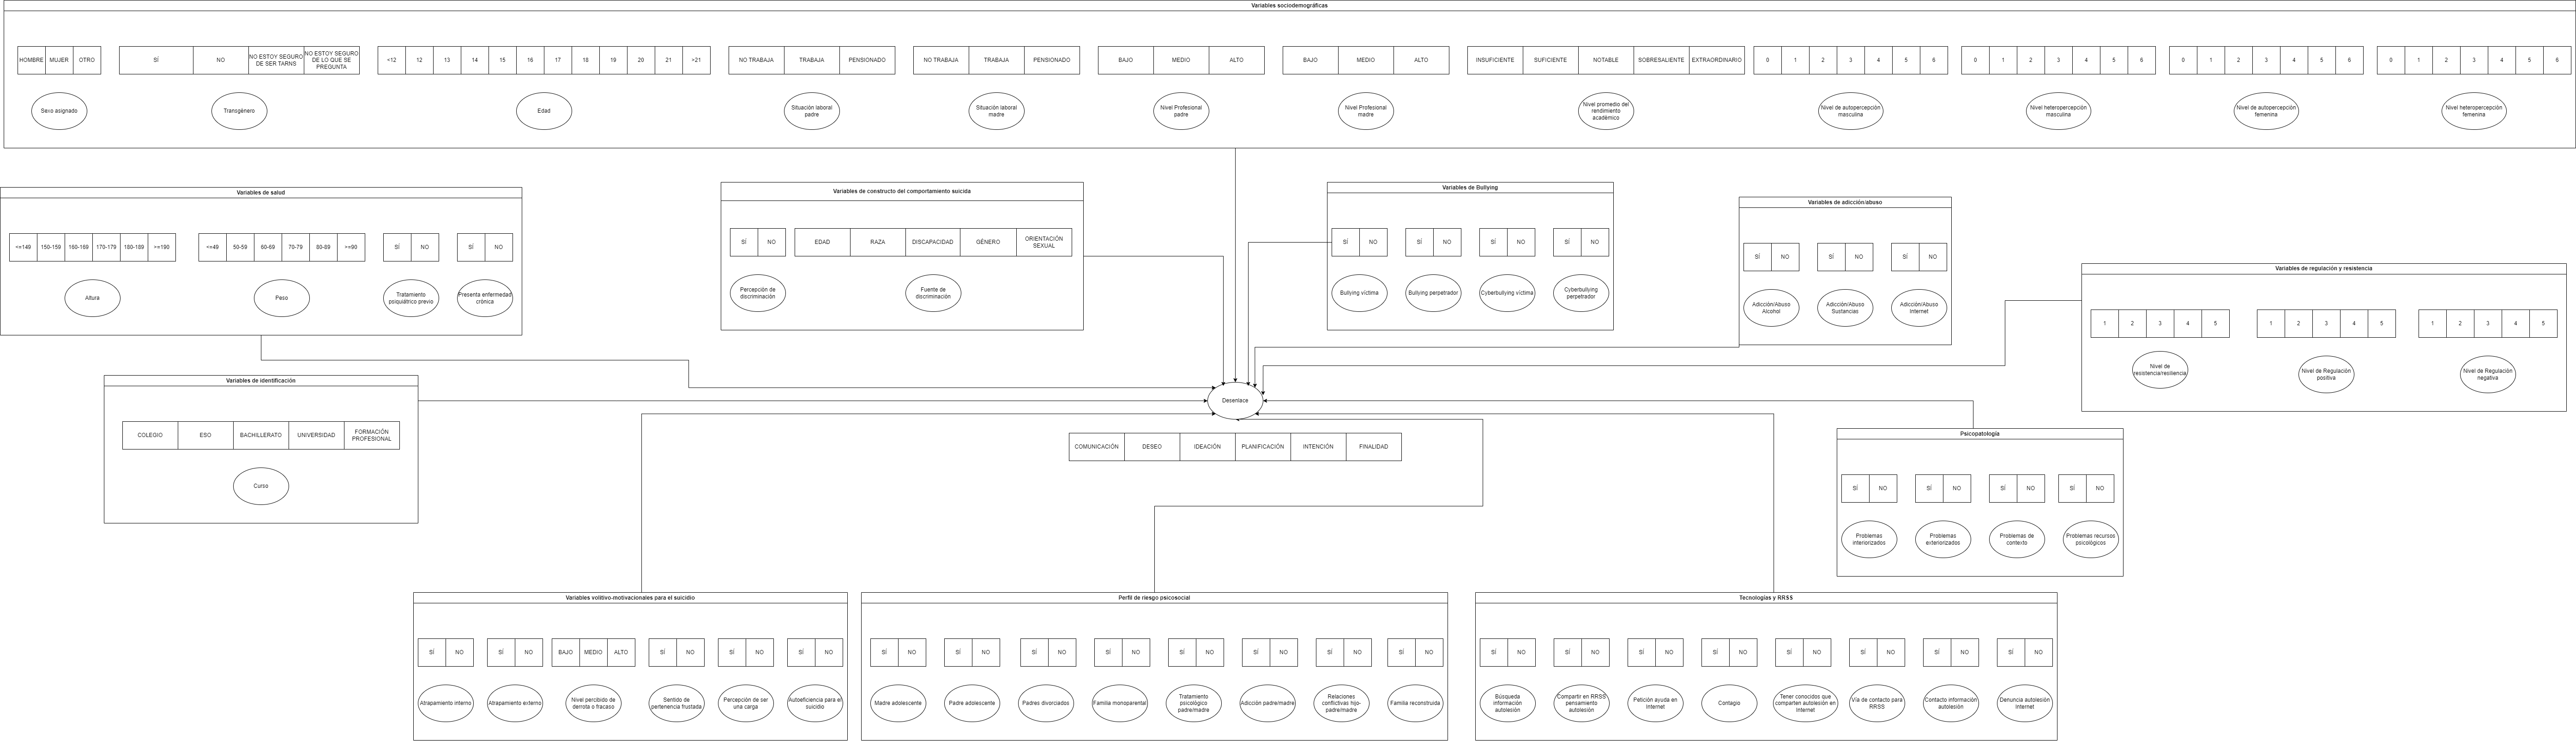 Variables sociodemográficas
HOMBRE MUJER OTRO
SÍ NO NO ESTOY SEGURO DE SER TARNS NO ESTOY SEGURO DE LO QUE SE PREGUNTA
<12 12 13 14 15 16 17 18 19 20 21 >21
NO TRABAJA TRABAJA PENSIONADO
NO TRABAJA TRABAJA PENSIONADO
BAJO MEDIO ALTO
BAJO MEDIO ALTO
INSUFICIENTE SUFICIENTE NOTABLE SOBRESALIENTE EXTRAORDINARIO
0 1 2 3 4 5 6
0 1 2 3 4 5 6
0 1 2 3 4 5 6
0 1 2 3 4 5 6
Sexo asignado
Transgénero
Edad
Situación laboral
padre
Situación laboral
madre
Nivel Profesional
padre
Nivel Profesional
madre
Nivel promedio del
rendimiento
académico
Nivel de autopercepción
masculina
Nivel heteropercepción
masculina
Nivel de autopercepción
femenina
Nivel heteropercepción
femenina
Variables de salud
<=149 150-159 160-169 170-179 180-189 >=190
<=49 50-59 60-69 70-79 80-89 >=90
SÍ NO
SÍ NO
Altura
Peso
Tratamiento
psiquiátrico previo
Presenta enfermedad
crónica
Variables de constructo del comportamiento suicida
SÍ NO
EDAD RAZA DISCAPACIDAD GÉNERO ORIENTACIÓN SEXUAL
Percepción de
discriminación
Fuente de
discriminación
Variables de Bullying
SÍ NO
SÍ NO
SÍ NO
SÍ NO
Bullying víctima
Bullying perpetrador
Cyberbullying víctima
Cyberbullying
perpetrador
Variables de adicción/abuso
SÍ NO
SÍ NO
SÍ NO
Adicción/Abuso
Alcohol
Adicción/Abuso
Sustancias
Adicción/Abuso
Internet
Variables de regulación y resistencia
1 2 3 4 5
1 2 3 4 5
1 2 3 4 5
Nivel de
resistencia/resiliencia
Nivel de Regulación
positiva
Nivel de Regulación
negativa
Variables de identificación
COLEGIO ESO BACHILLERATO UNIVERSIDAD FORMACIÓN PROFESIONAL
Curso
Desenlace
COMUNICACIÓN DESEO IDEACIÓN PLANIFICACIÓN INTENCIÓN FINALIDAD
Psicopatología
SÍ NO
SÍ NO
SÍ NO
SÍ NO
Problemas
interiorizados
Problemas
exteriorizados
Problemas de
contexto
Problemas recursos
psicológicos
Variables volitivo-motivacionales para el suicidio
SÍ NO
SÍ NO
BAJO MEDIO ALTO
SÍ NO
SÍ NO
SÍ NO
Atrapamiento interno
Atrapamiento externo
Nivel percibido de
derrota o fracaso
Sentido de
pertenencia frustada
Percepción de ser
una carga
Autoeficiencia para el
suicidio
Perfil de riesgo psicosocial
SÍ NO
SÍ NO
SÍ NO
SÍ NO
SÍ NO
SÍ NO
SÍ NO
SÍ NO
Madre adolescente
Padre adolescente
Padres divorciados
Familia monoparental
Tratamiento
psicológico
padre/madre
Adicción padre/madre
Relaciones
conflictivas hijo-
padre/madre
Familia reconstruida
Tecnologías y RRSS
SÍ NO
SÍ NO
SÍ NO
SÍ NO
SÍ NO
SÍ NO
SÍ NO
SÍ NO
Búsqueda
información
autolesión
Compartir en RRSS
pensamiento
autolesión
Petición ayuda en
Internet
Contagio
Tener conocidos que
comparten autolesión en
internet
Vía de contacto para
RRSS
Contacto información
autolesión
Denuncia autolesión
Internet